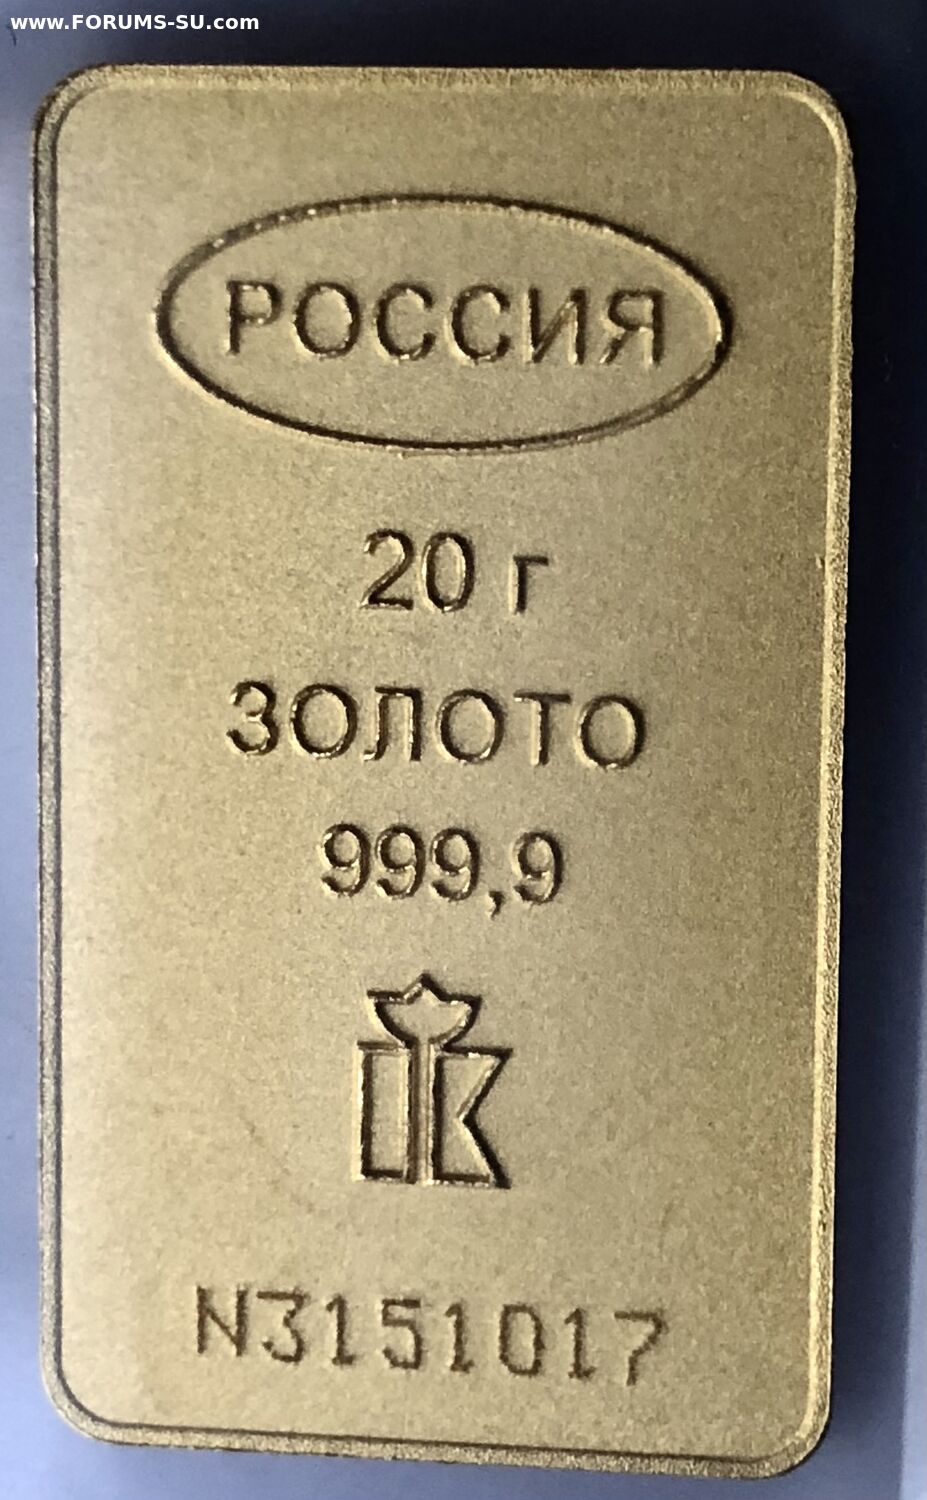 www.FORUMS-SU.com
РОССИЯ
20 г
ЗОЛОТО
999,9
N3151017